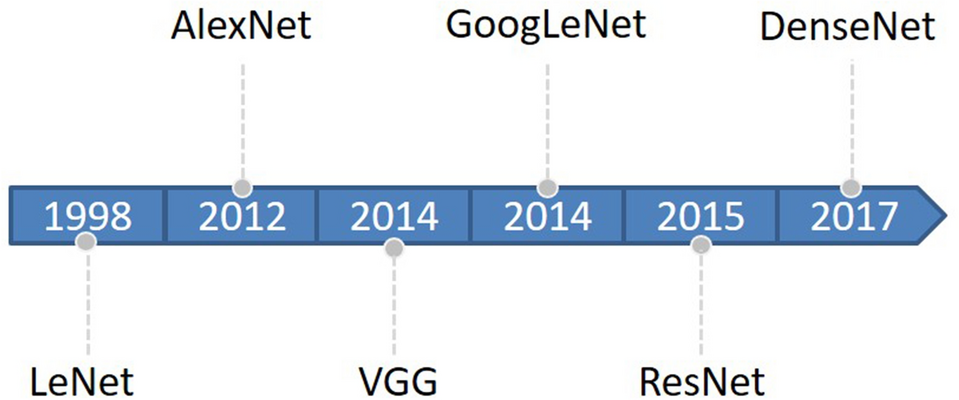 AlexNet GoogLeNet DenseNet
1998 2012 2014 2014 2015 2017
LeNet VGG ResNet